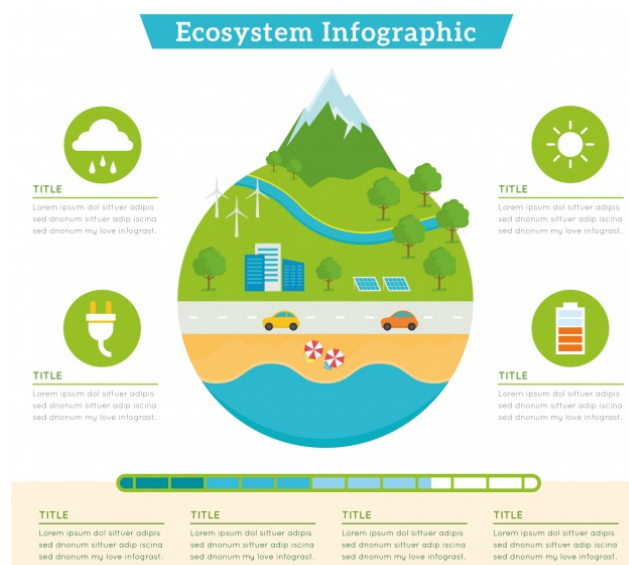 Ecosystem Infographic
TITLE
Lorem ipsum dol sittuer adipis
sed dnonum sittuer adip iscina
sed dnonum my love infograst.
TITLE
Lorem ipsum dol sittuer adipis
sed dnonum sittuer adip iscina
sed dnonum my love infograst.
TITLE
Lorem ipsum dol sittuer adipis
sed dnonum sittuer adip iscina
sed dnonum my love infograst.
TITLE
Lorem ipsum dol sittuer adipis
sed dnonum sittuer adip iscina
sed dnonum my love infograst.
TITLE
Lorem ipsum dol sittuer adipis
sed dnonum sittuer adip iscina
sed dnonum my love infograst.
TITLE
Lorem ipsum dol sittuer adipis
sed dnonum sittuer adip iscina
sed dnonum my love infograst.
TITLE
Lorem ipsum dol sittuer adipis
sed dnonum sittuer adip iscina
sed dnonum my love infograst.
TITLE
Lorem ipsum dol sittuer adipis
sed dnonum sittuer adip iscina
sed dnonum my love infograst.